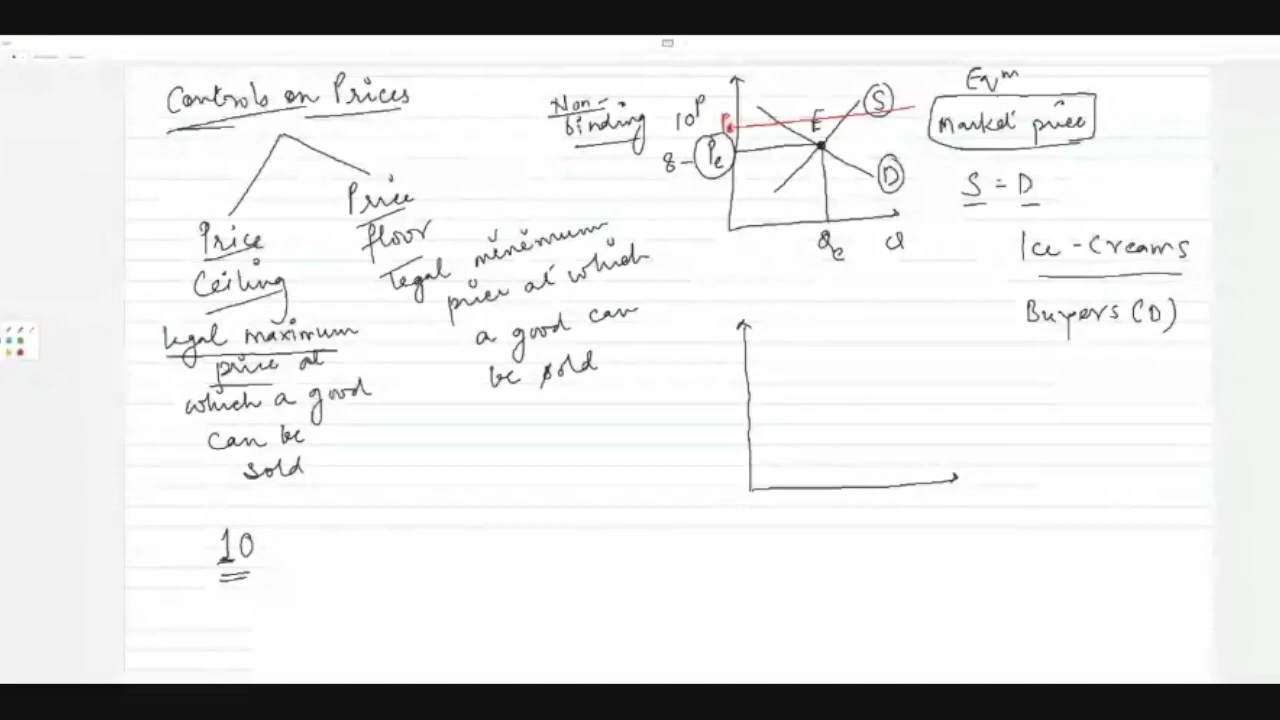 Controls on Prices
Price
Ceiling
legal maximum
price at
which a good
can be
sold
10
Price
floor
legal minimum
price at which
a good can
be sold
Non-
binding
P
10
P
8 - Pe
E
S
D
Qe Q
Eqm
Market price
S = D
Ice-Creams
Buyers (D)